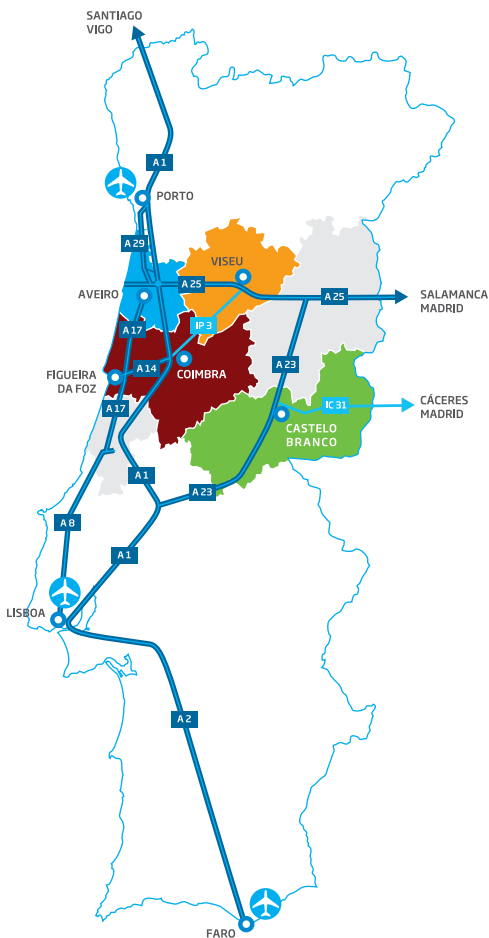 SANTIAGO
VIGO
A1
PORTO
A29
VISEU
A25
AVEIRO
A25
SALAMANCA
MADRID
IP3
A17
A14
COIMBRA
A23
FIGUEIRA
DA FOZ
A17
IC31
CÁCERES
MADRID
CASTELO
BRANCO
A1
A23
A8
A1
LISBOA
A2
FARO